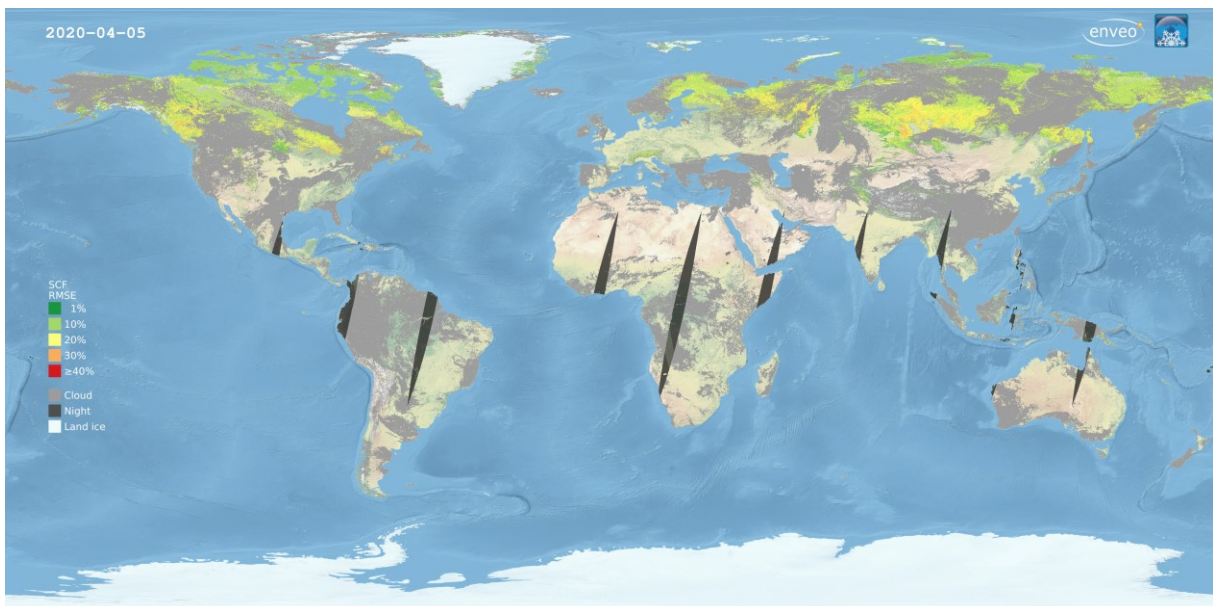 2020-04-05
enveo
SCF
RMSE
1%
10%
20%
30%
≥40%
Cloud
Night
Land ice